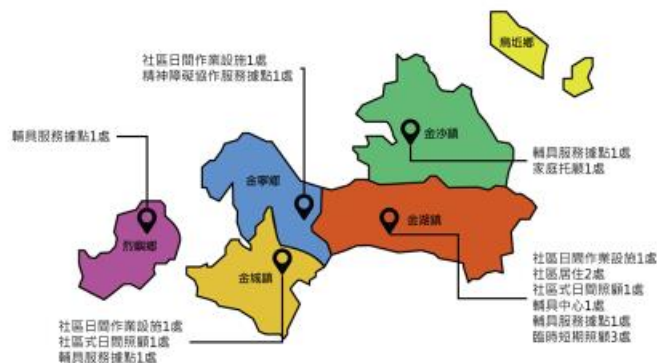 烏坵鄉
社區日間作業設施1處
精神障礙協作服務據點1處
金沙鎮
輔具服務據點1處
輔具服務據點1處
家庭托顧1處
金寧鄉
金湖鎮
烈嶼鄉
金城鎮
社區日間作業設施1處
社區居住2處
社區式日間照顧1處
輔具中心1處
輔具服務據點1處
臨時短期照顧3處
社區日間作業設施1處
社區式日間照顧1處
輔具服務據點1處